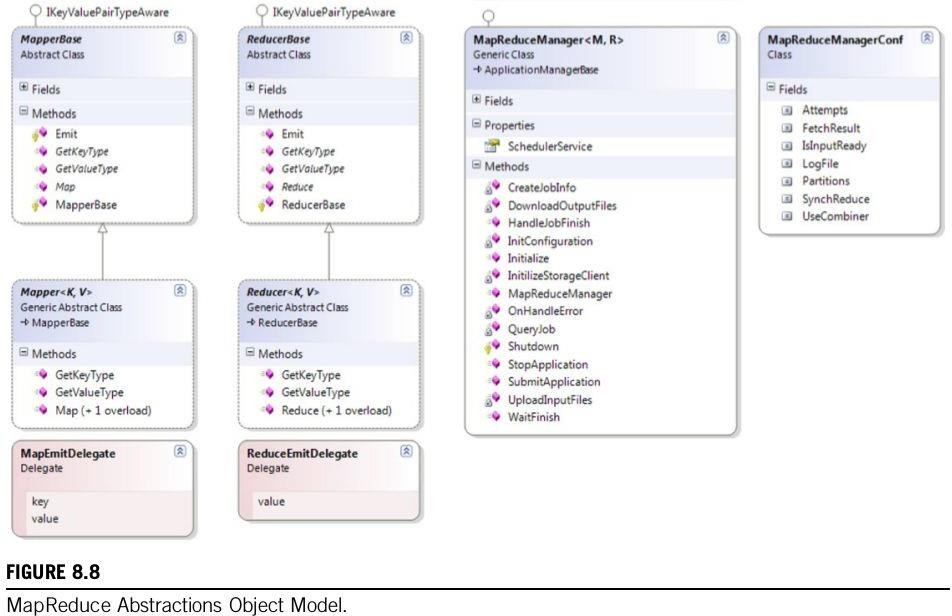 IKeyValuePairTypeAware
MapperBase
Abstract Class
Fields
Methods
Emit
GetKeyType
GetValueType
Map
MapperBase
Mapper<K, V>
Generic Abstract Class
MapperBase
Methods
GetKeyType
GetValueType
Map (+ 1 overload)
MapEmitDelegate
Delegate
key
value
IKeyValuePairTypeAware
ReducerBase
Abstract Class
Fields
Methods
Emit
GetKeyType
GetValueType
Reduce
ReducerBase
Reducer<K, V>
Generic Abstract Class
ReducerBase
Methods
GetKeyType
GetValueType
Reduce (+ 1 overload)
ReduceEmitDelegate
Delegate
value
MapReduceManager<M, R>
Generic Class
ApplicationManagerBase
Fields
Properties
SchedulerService
Methods
CreateJobInfo
DownloadOutputFiles
HandleJobFinish
InitConfiguration
Initialize
InitilizeStorageClient
MapReduceManager
OnHandleError
QueryJob
Shutdown
StopApplication
SubmitApplication
UploadInputFiles
WaitFinish
MapReduceManagerConf
Class
Fields
Attempts
FetchResult
IsInputReady
LogFile
Partitions
SynchReduce
UseCombiner
FIGURE 8.8
MapReduce Abstractions Object Model.